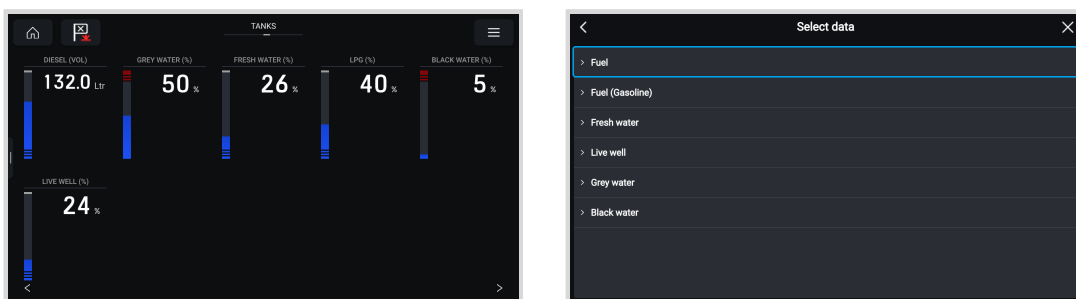 TANKS
DIESEL (VOL) GREY WATER (%) FRESH WATER (%) LPG (%) BLACK WATER (%)
132.0 Ltr 50 % 26 % 40 % 5 %
LIVE WELL (%)
24 %
Select data
Fuel
Fuel (Gasoline)
Fresh water
Live well
Grey water
Black water